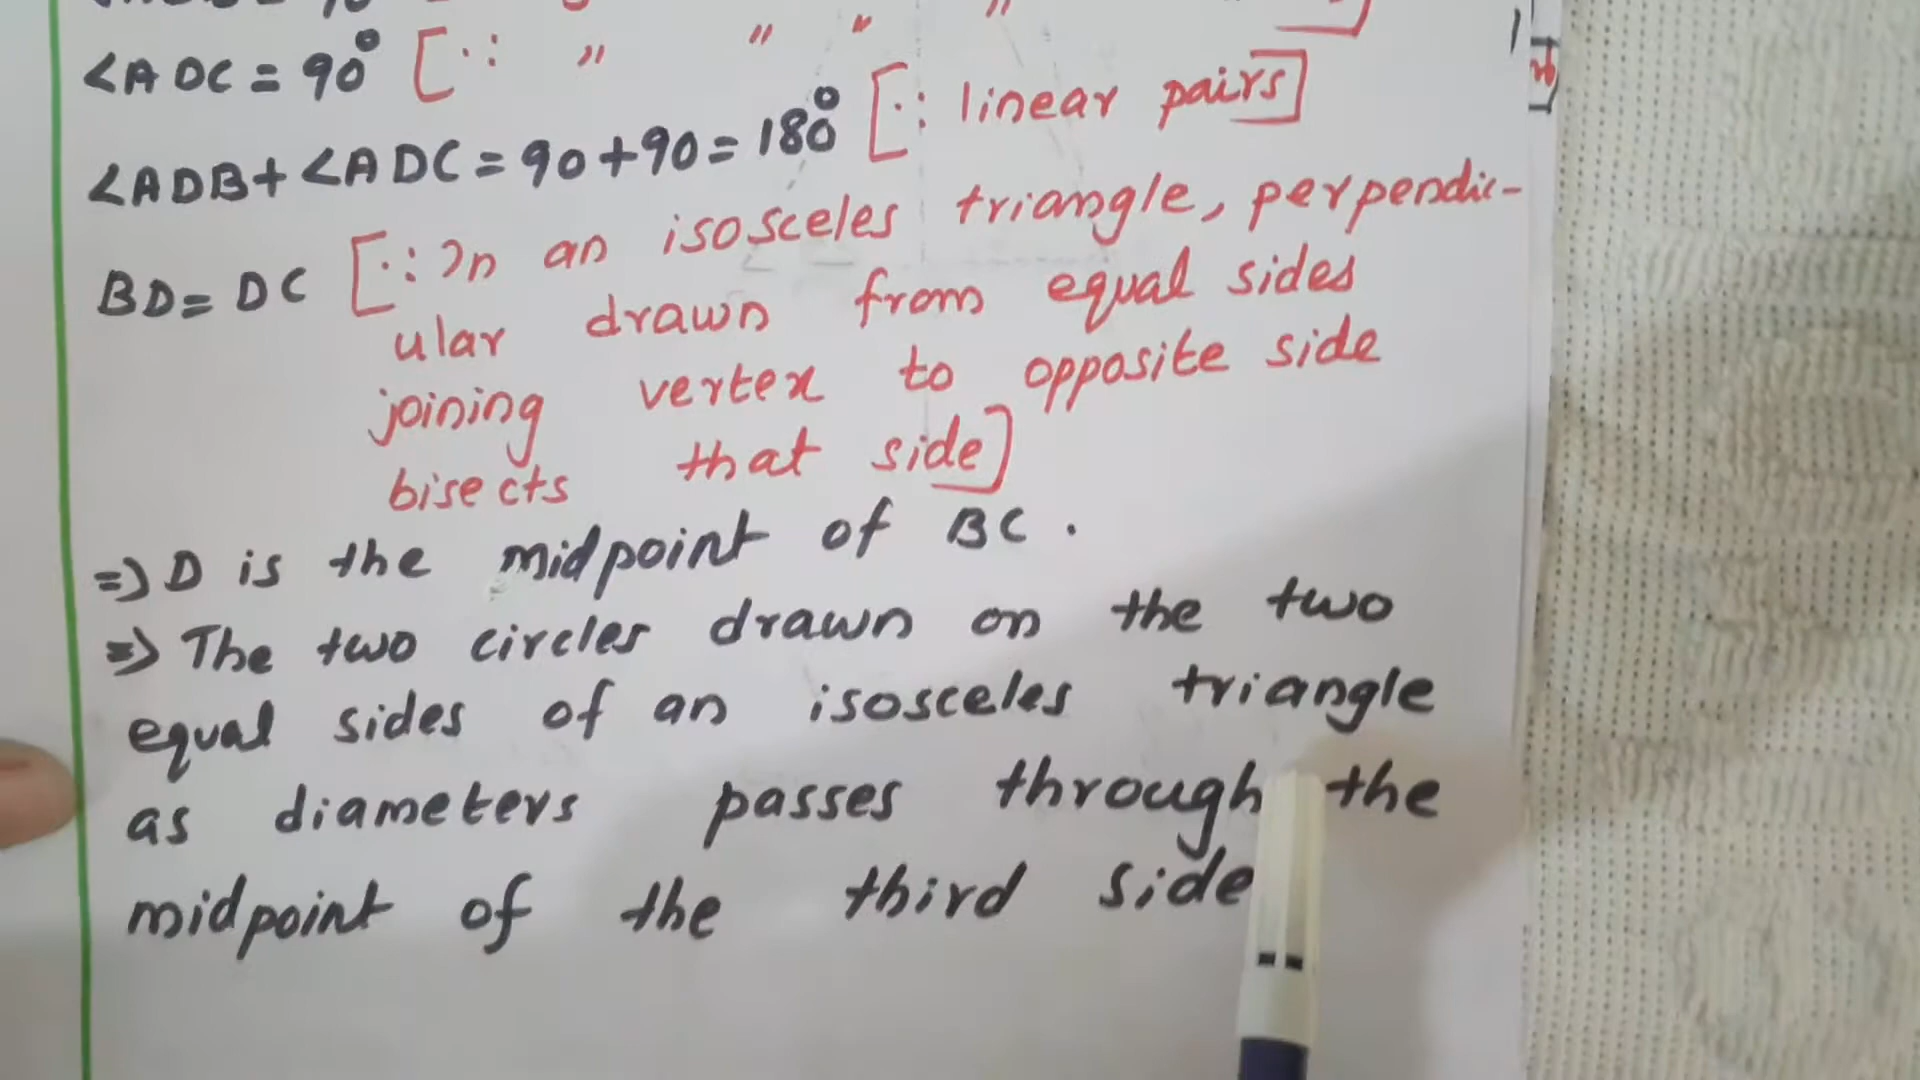 ∠ADC = 90° [∵ " " " "
∠ADB + ∠ADC = 90 + 90 = 180° [∵ linear pairs]
BD = DC [∵ In an isosceles triangle, perpendic-
ular drawn from equal sides
joining vertex to opposite side
bisects that side]
=> D is the midpoint of BC.
=> The two circles drawn on the two
equal sides of an isosceles triangle
as diameters passes through the
midpoint of the third side